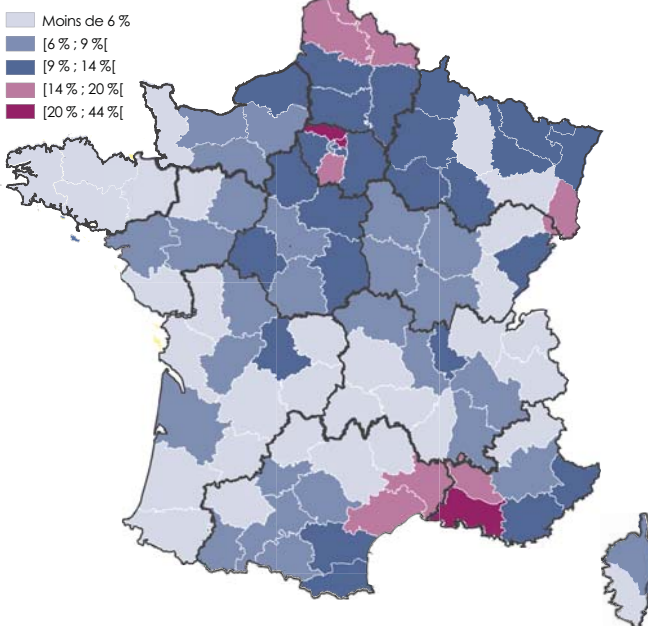 Moins de 6 %
[6 % ; 9 %[
[9 % ; 14 %[
[14 % ; 20 %[
[20 % ; 44 %[